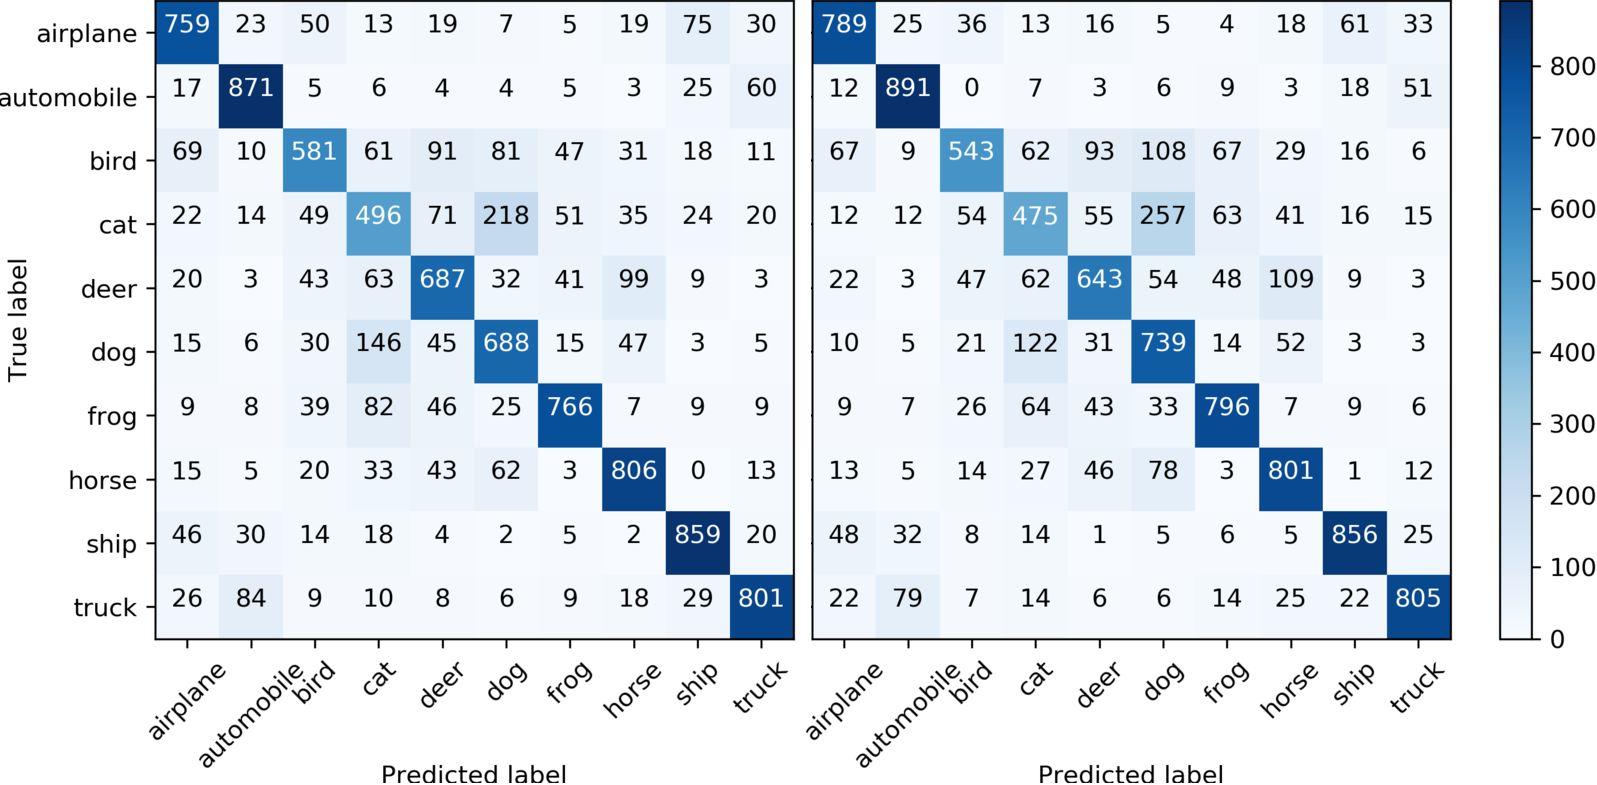 airplane 759 23 50 13 19 7 5 19 75 30 789 25 36 13 16 5 4 18 61 33
automobile 17 871 5 6 4 4 5 3 25 60 12 891 0 7 3 6 9 3 18 51
bird 69 10 581 61 91 81 47 31 18 11 67 9 543 62 93 108 67 29 16 6
cat 22 14 49 496 71 218 51 35 24 20 12 12 54 475 55 257 63 41 16 15
deer 20 3 43 63 687 32 41 99 9 3 22 3 47 62 643 54 48 109 9 3
dog 15 6 30 146 45 688 15 47 3 5 10 5 21 122 31 739 14 52 3 3
frog 9 8 39 82 46 25 766 7 9 9 9 7 26 64 43 33 796 7 9 6
horse 15 5 20 33 43 62 3 806 0 13 13 5 14 27 46 78 3 801 1 12
ship 46 30 14 18 4 2 5 2 859 20 48 32 8 14 1 5 6 5 856 25
truck 26 84 9 10 8 6 9 18 29 801 22 79 7 14 6 6 14 25 22 805
True label
airplane automobile bird cat deer dog frog horse ship truck
Predicted label
airplane automobile bird cat deer dog frog horse ship truck
Predicted label
800
700
600
500
400
300
200
100
0